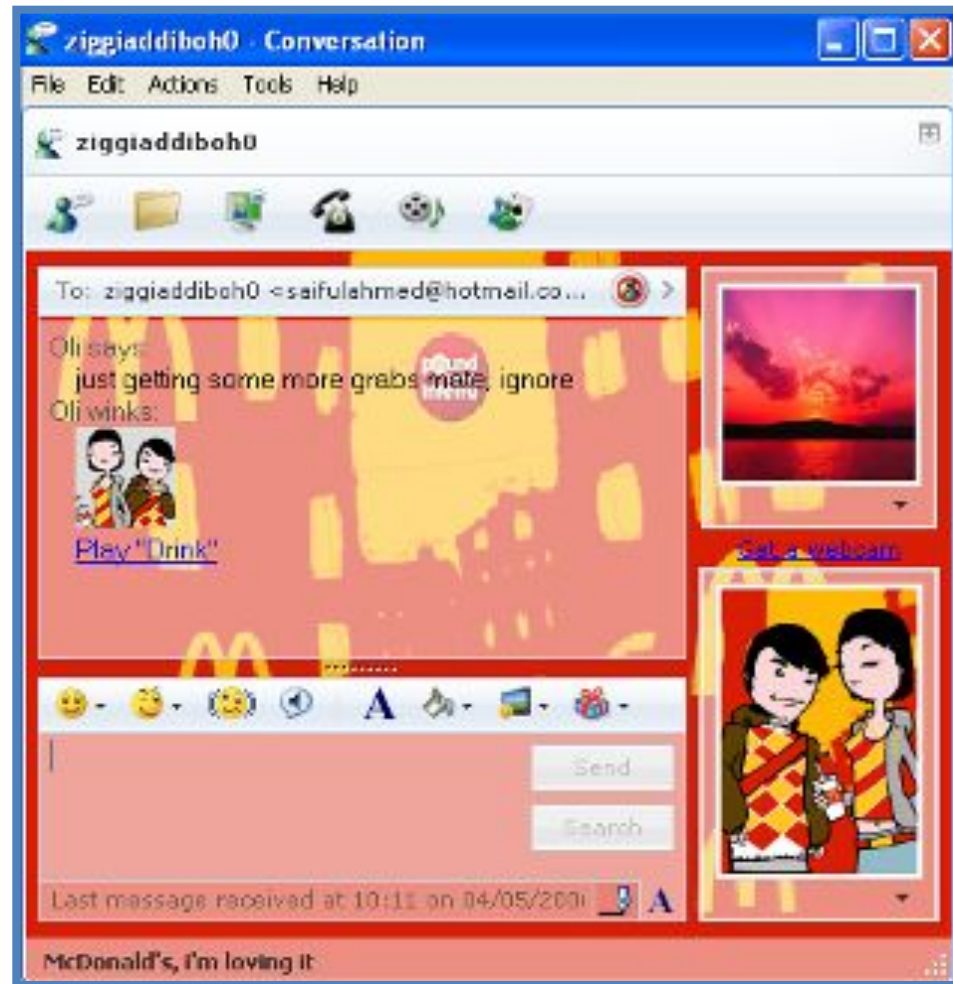 ziggiaddiboh0 - Conversation
File Edit Actions Tools Help
ziggiaddiboh0
To: ziggiaddiboh0 <saifulahmed@hotmail.co...
Oli says:
just getting some more grabs mate, ignore
Oli winks:
Play "Drink"
Get a webcam
pound
menu
A
Send
Search
Last message received at 10:11 on 04/05/200
A
McDonald's, I'm loving it